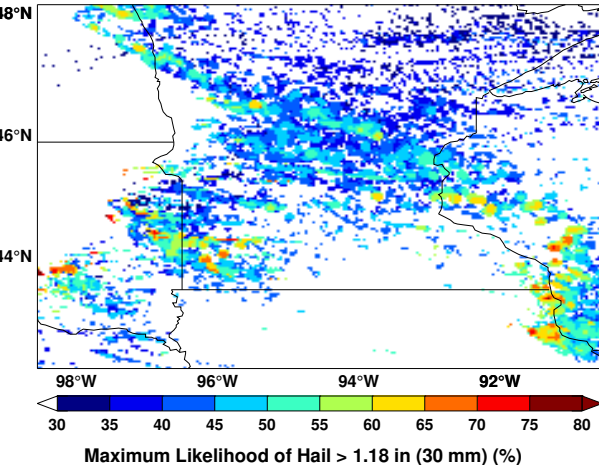 48°N
46°N
44°N
98°W 96°W 94°W 92°W
30 35 40 45 50 55 60 65 70 75 80
Maximum Likelihood of Hail > 1.18 in (30 mm) (%)